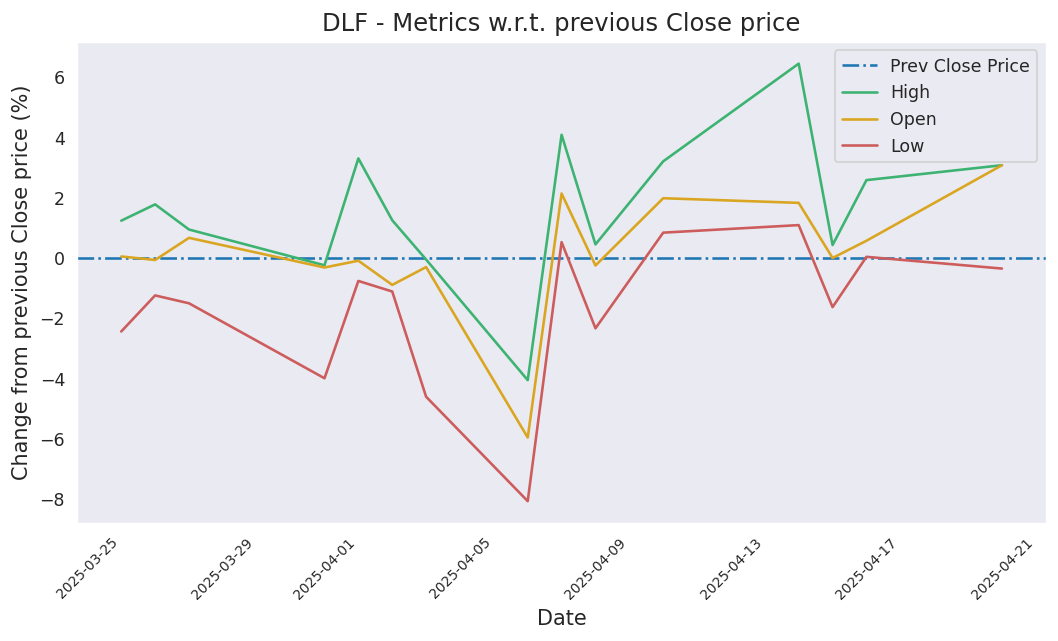 DLF - Metrics w.r.t. previous Close price
Change from previous Close price (%)
6
4
2
0
−2
−4
−6
−8
Prev Close Price
High
Open
Low
2025-03-25
2025-03-29
2025-04-01
2025-04-05
2025-04-09
2025-04-13
2025-04-17
2025-04-21
Date